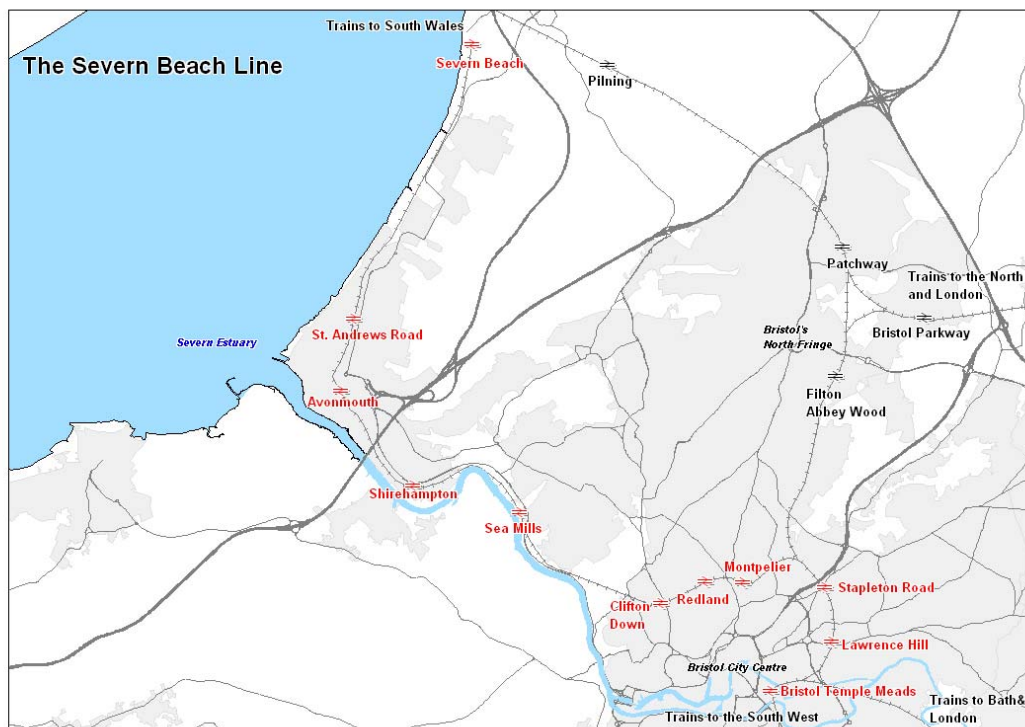 Trains to South Wales
The Severn Beach Line
Severn Beach
Pilning
Patchway
Trains to the North
and London
St. Andrews Road
Bristol's
North Fringe
Bristol Parkway
Severn Estuary
Avonmouth
Filton
Abbey Wood
Shirehampton
Sea Mills
Montpelier
Redland
Stapleton Road
Clifton
Down
Lawrence Hill
Bristol City Centre
Bristol Temple Meads
Trains to Bath&
London
Trains to the South West